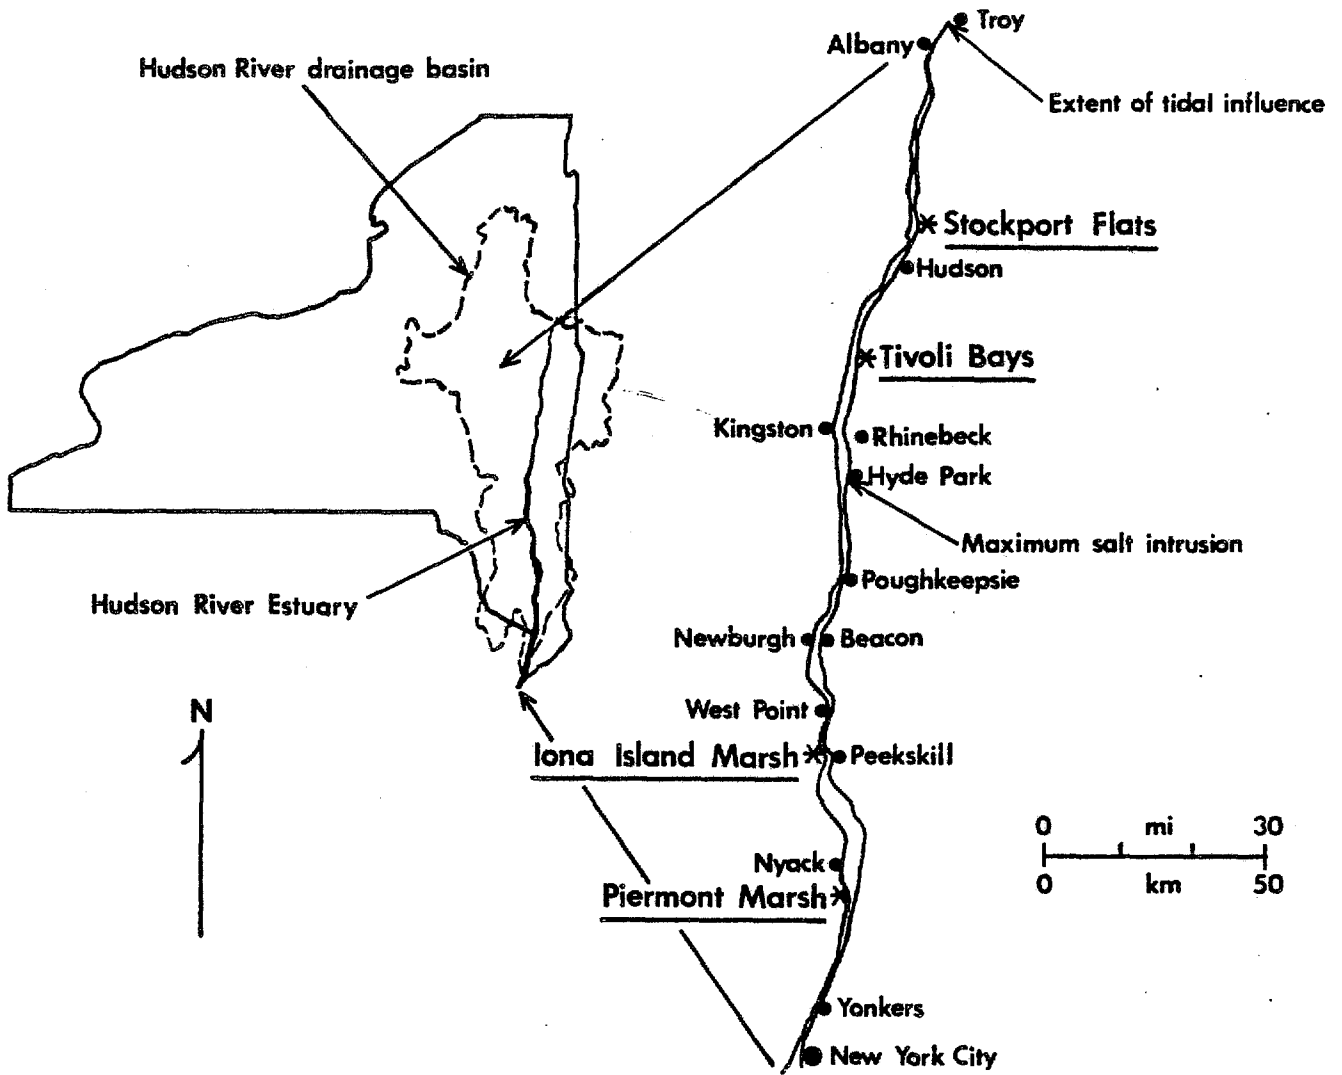 Troy
Albany
Hudson River drainage basin
Extent of tidal influence
Stockport Flats
Hudson
Tivoli Bays
Kingston
Rhinebeck
Hyde Park
Maximum salt intrusion
Poughkeepsie
Hudson River Estuary
Newburgh
Beacon
N
West Point
Iona Island Marsh
Peekskill
0 mi 30
0 km 50
Nyack
Piermont Marsh
Yonkers
New York City